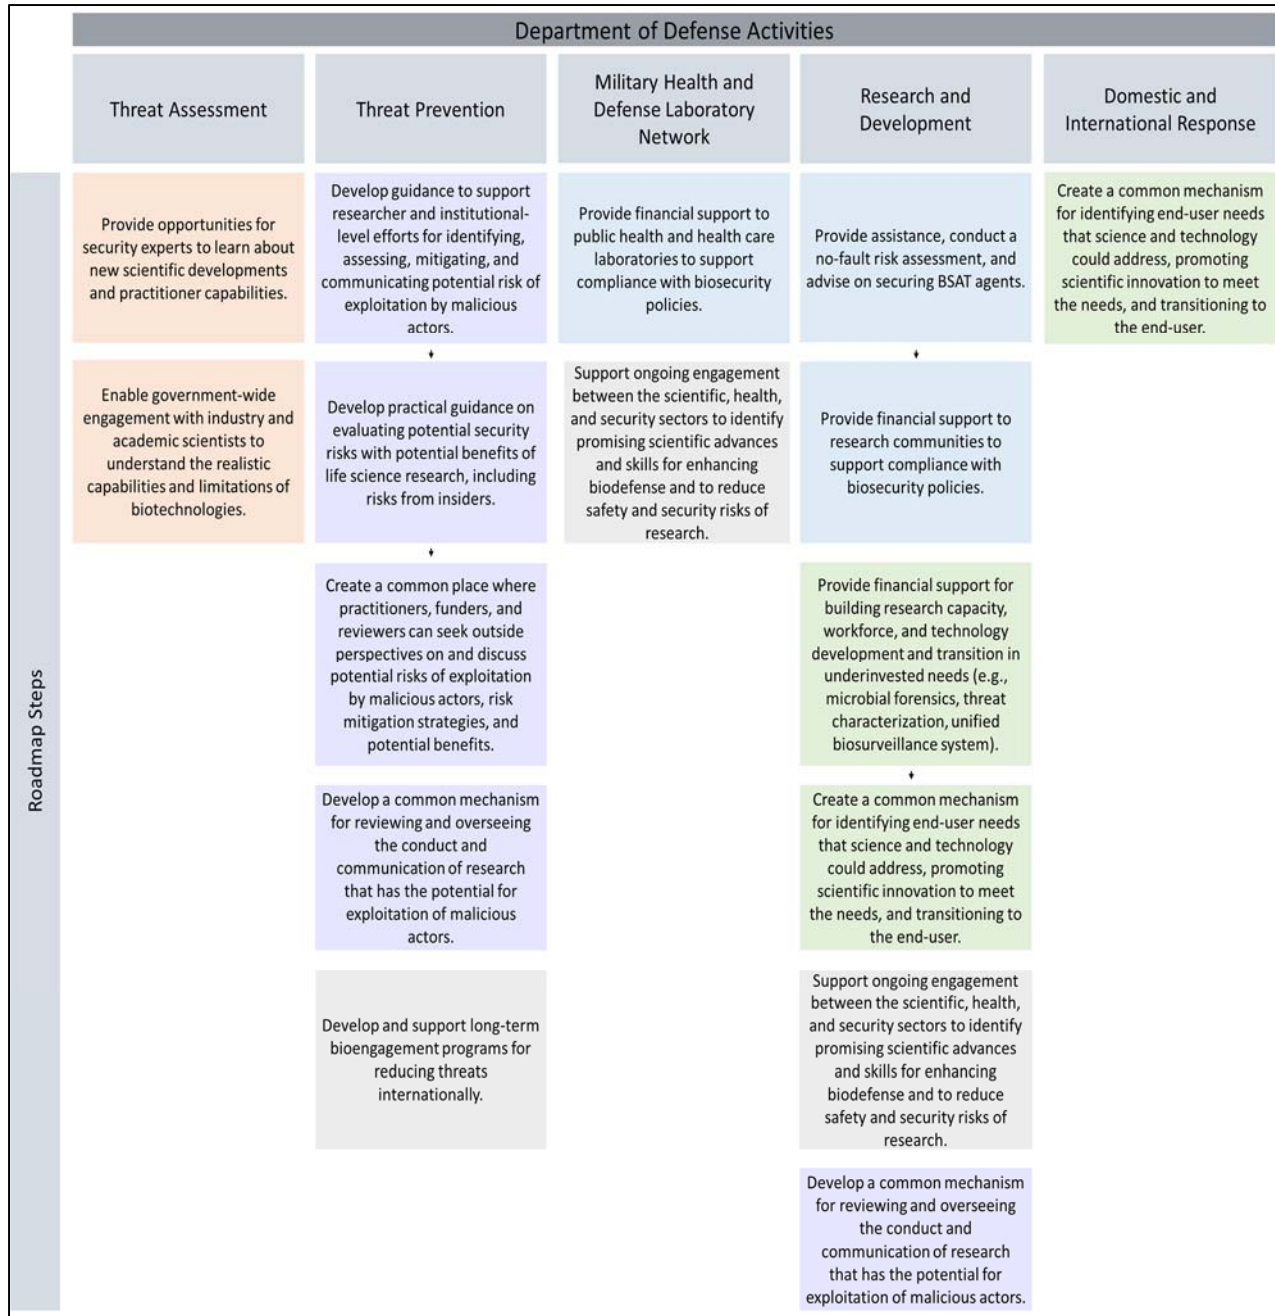 Department of Defense Activities
Threat Assessment
Threat Prevention
Military Health and
Defense Laboratory
Network
Research and
Development
Domestic and
International Response
Roadmap Steps
Provide opportunities for
security experts to learn about
new scientific developments
and practitioner capabilities.
Enable government-wide
engagement with industry and
academic scientists to
understand the realistic
capabilities and limitations of
biotechnologies.
Develop guidance to support
researcher and institutional-
level efforts for identifying,
assessing, mitigating, and
communicating potential risk of
exploitation by malicious
actors.
Develop practical guidance on
evaluating potential security
risks with potential benefits of
life science research, including
risks from insiders.
Create a common place where
practitioners, funders, and
reviewers can seek outside
perspectives on and discuss
potential risks of exploitation
by malicious actors, risk
mitigation strategies, and
potential benefits.
Develop a common mechanism
for reviewing and overseeing
the conduct and
communication of research
that has the potential for
exploitation of malicious
actors.
Develop and support long-term
bioengagement programs for
reducing threats
internationally.
Provide financial support to
public health and health care
laboratories to support
compliance with biosecurity
policies.
Support ongoing engagement
between the scientific, health,
and security sectors to identify
promising scientific advances
and skills for enhancing
biodefense and to reduce
safety and security risks of
research.
Provide assistance, conduct a
no-fault risk assessment, and
advise on securing BSAT agents.
Provide financial support to
research communities to
support compliance with
biosecurity policies.
Provide financial support for
building research capacity,
workforce, and technology
development and transition in
underinvested needs (e.g.,
microbial forensics, threat
characterization, unified
biosurveillance system).
Create a common mechanism
for identifying end-user needs
that science and technology
could address, promoting
scientific innovation to meet
the needs, and transitioning to
the end-user.
Support ongoing engagement
between the scientific, health,
and security sectors to identify
promising scientific advances
and skills for enhancing
biodefense and to reduce
safety and security risks of
research.
Develop a common mechanism
for reviewing and overseeing
the conduct and
communication of research
that has the potential for
exploitation of malicious actors.
Create a common mechanism
for identifying end-user needs
that science and technology
could address, promoting
scientific innovation to meet
the needs, and transitioning to
the end-user.